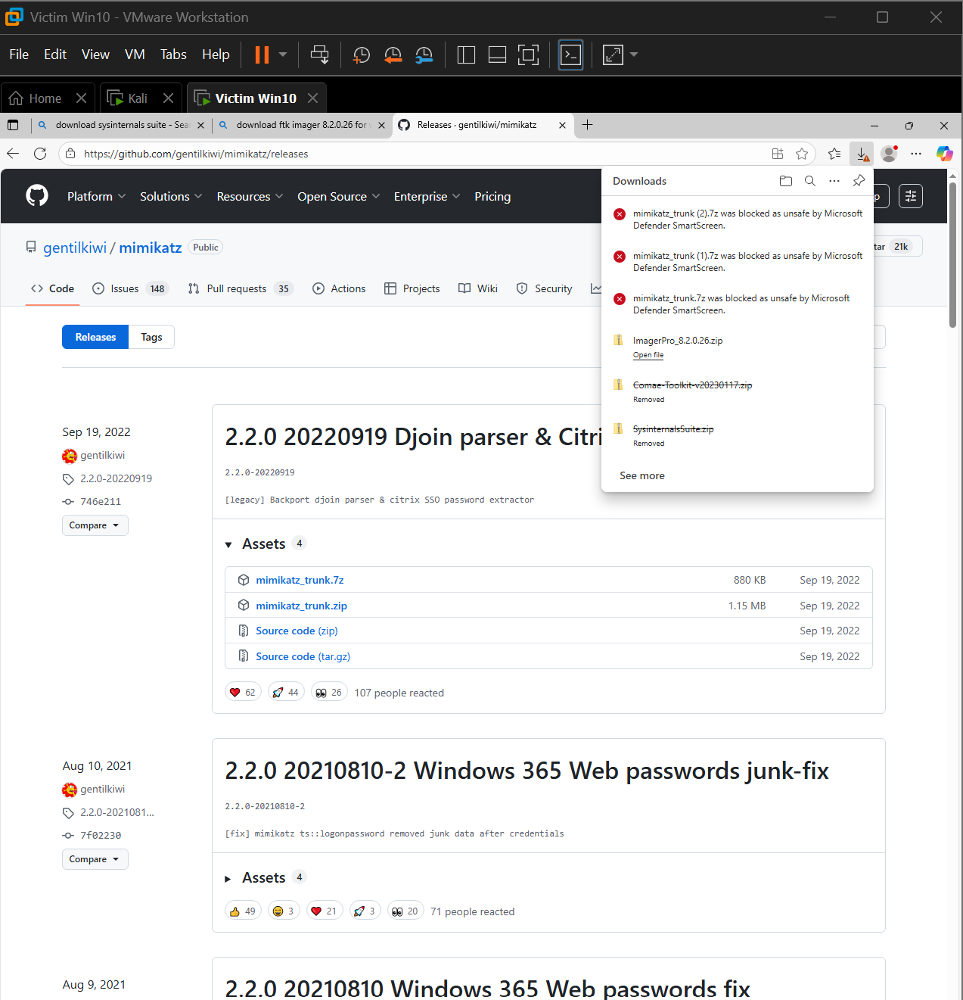 Victim Win10 - VMware Workstation
File Edit View VM Tabs Help
Home Kali Victim Win10
download sysinternals suite - Sea download ftk imager 8.2.0.26 for Releases · gentilkiwi/mimikatz
https://github.com/gentilkiwi/mimikatz/releases
Platform Solutions Resources Open Source Enterprise Pricing
gentilkiwi / mimikatz Public
tar 21k
Code Issues 148 Pull requests 35 Actions Projects Wiki Security
Downloads
mimikatz_trunk (2).7z was blocked as unsafe by Microsoft
Defender SmartScreen.
mimikatz_trunk (1).7z was blocked as unsafe by Microsoft
Defender SmartScreen.
mimikatz_trunk.7z was blocked as unsafe by Microsoft
Defender SmartScreen.
ImagerPro_8.2.0.26.zip
Open file
Comae-Toolkit-v20230117.zip
Removed
SysinternalsSuite.zip
Removed
See more
Releases Tags
Sep 19, 2022
gentilkiwi
2.2.0-20220919
746e211
Compare
2.2.0 20220919 Djoin parser & Citri
2.2.0-20220919
[legacy] Backport djoin parser & citrix SSO password extractor
Assets 4
mimikatz_trunk.7z 880 KB Sep 19, 2022
mimikatz_trunk.zip 1.15 MB Sep 19, 2022
Source code (zip) Sep 19, 2022
Source code (tar.gz) Sep 19, 2022
62 44 26 107 people reacted
Aug 10, 2021
gentilkiwi
2.2.0-2021081...
7f02230
Compare
2.2.0 20210810-2 Windows 365 Web passwords junk-fix
2.2.0-20210810-2
[fix] mimikatz ts::logonpassword removed junk data after credentials
Assets 4
49 3 21 3 20 71 people reacted
Aug 9, 2021
2.2.0 20210810 Windows 365 Web passwords fix